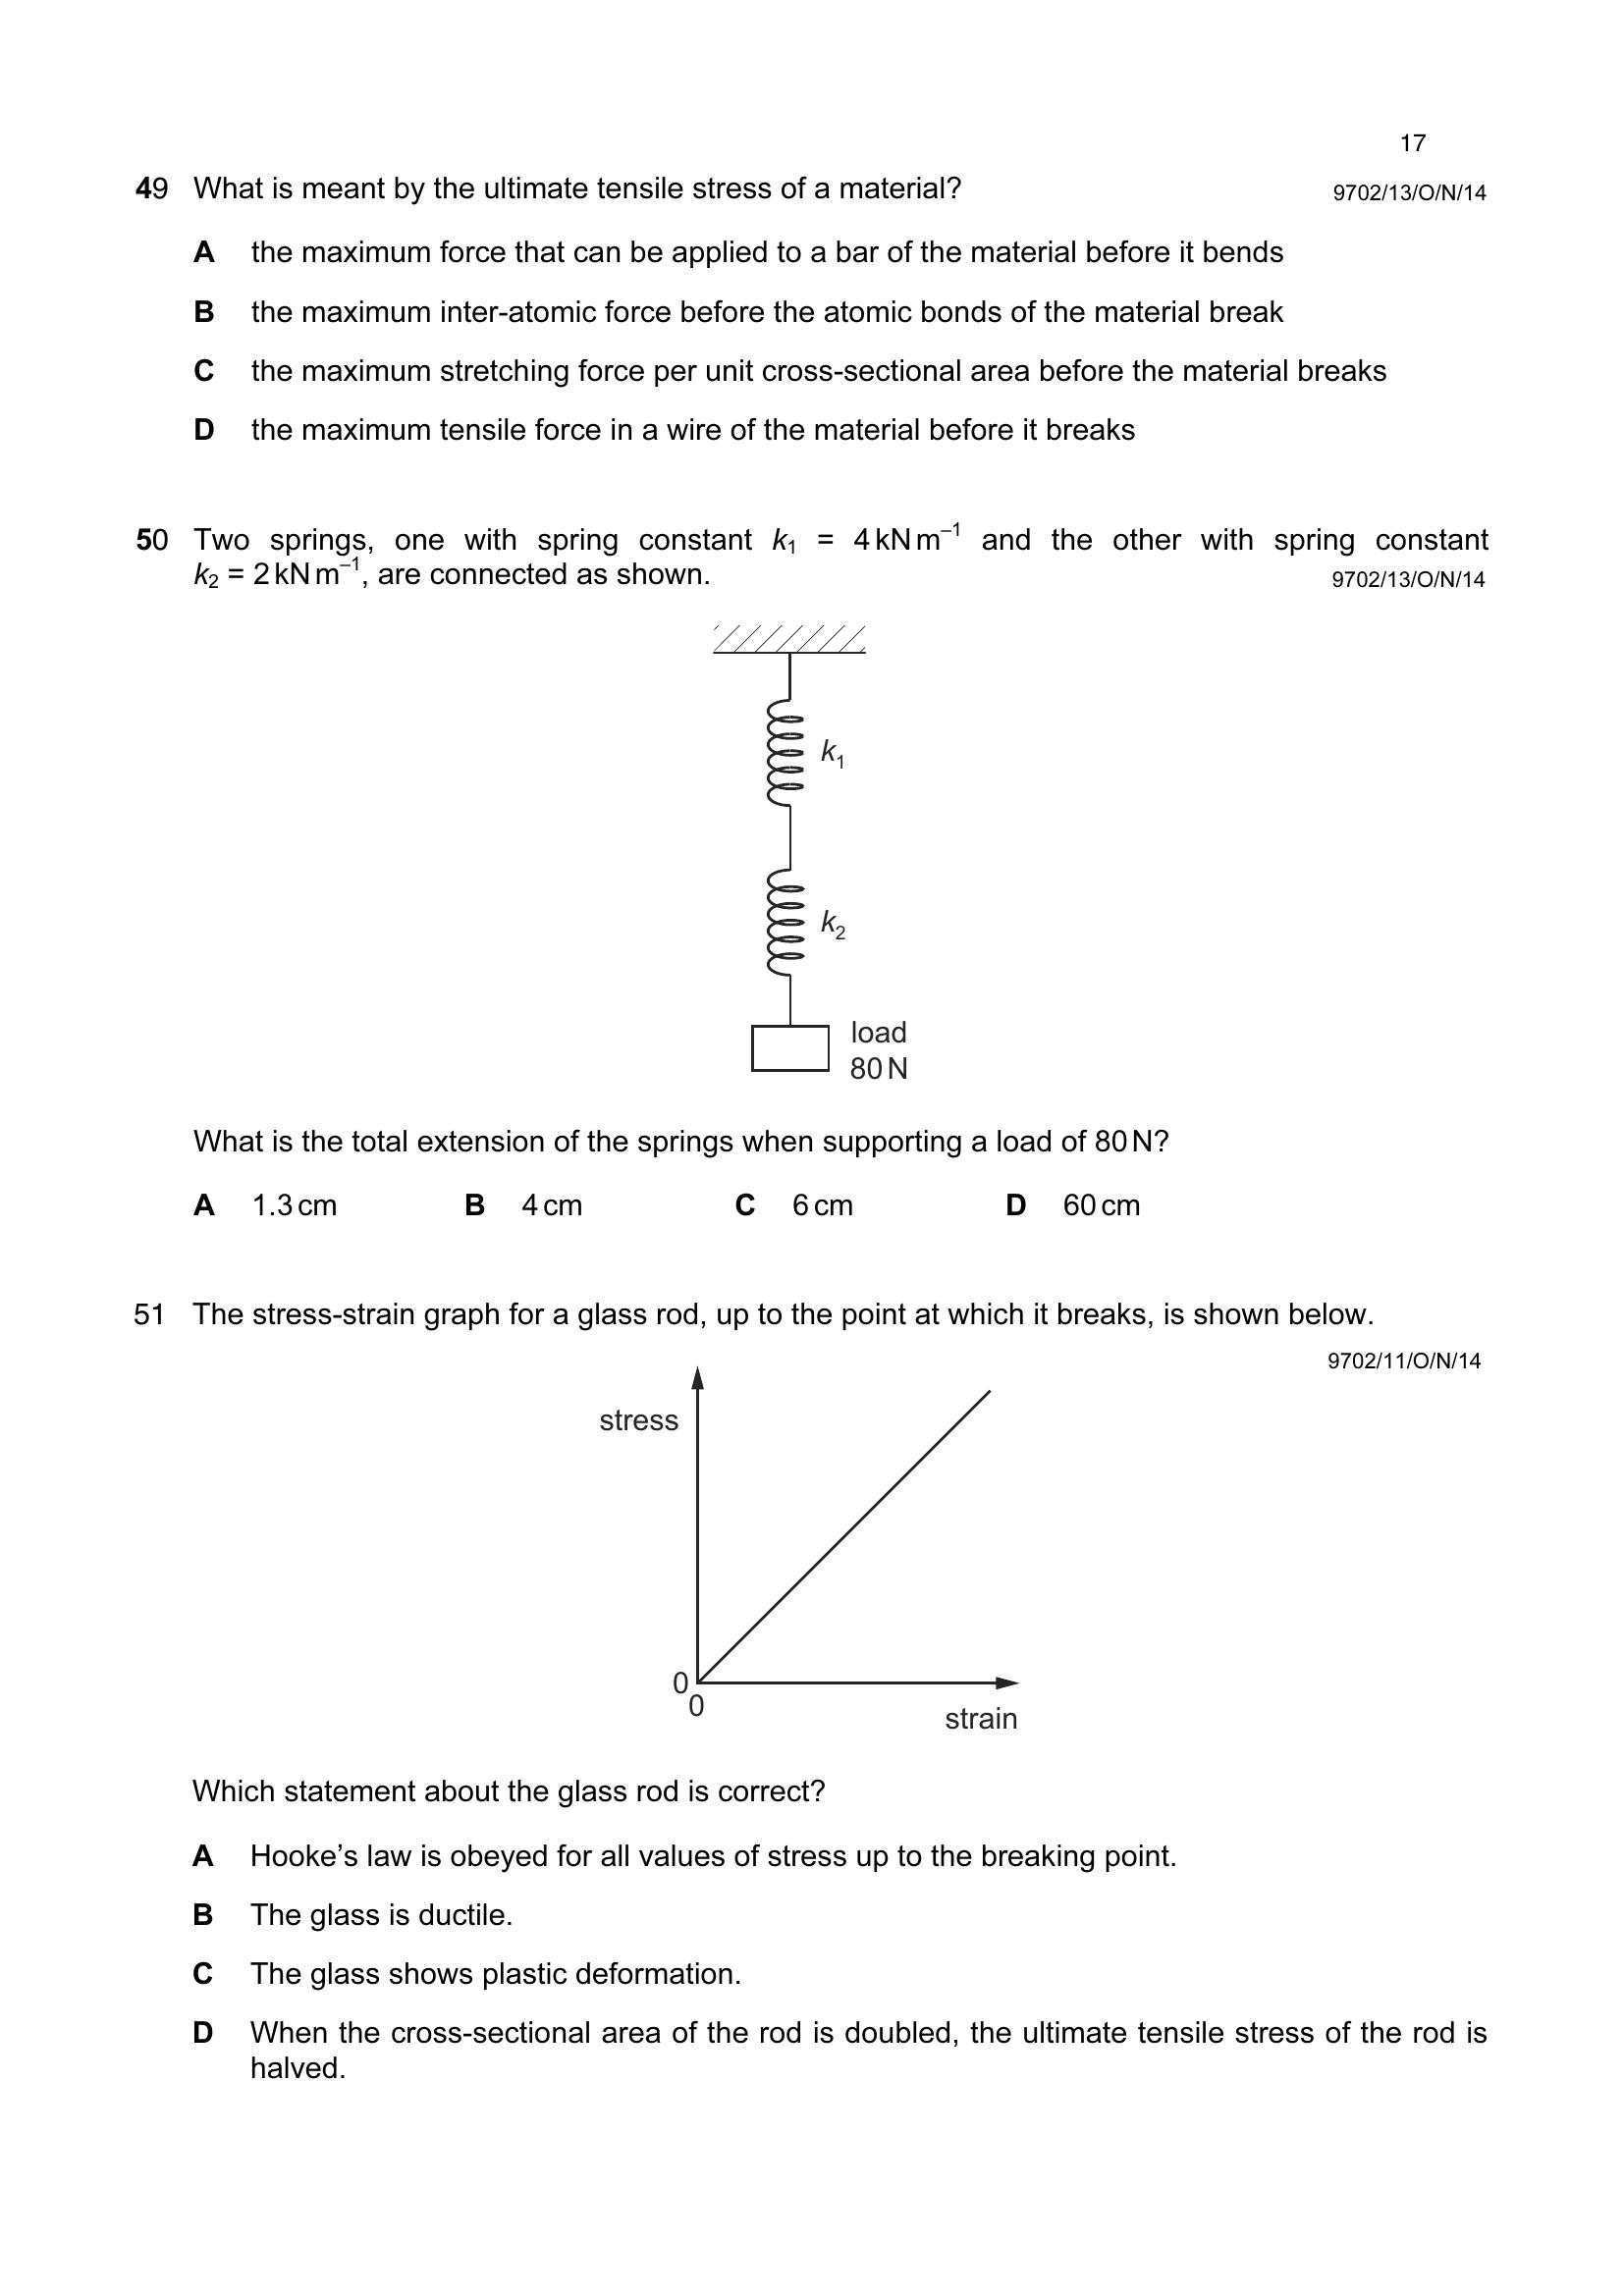 17
49 What is meant by the ultimate tensile stress of a material? 9702/13/O/N/14
A the maximum force that can be applied to a bar of the material before it bends
B the maximum inter-atomic force before the atomic bonds of the material break
C the maximum stretching force per unit cross-sectional area before the material breaks
D the maximum tensile force in a wire of the material before it breaks
50 Two springs, one with spring constant k₁ = 4 kN m⁻¹ and the other with spring constant
k₂ = 2 kN m⁻¹, are connected as shown. 9702/13/O/N/14
k₁
k₂
load
80 N
What is the total extension of the springs when supporting a load of 80 N?
A 1.3 cm B 4 cm C 6 cm D 60 cm
51 The stress-strain graph for a glass rod, up to the point at which it breaks, is shown below.
9702/11/O/N/14
stress
0
0
strain
Which statement about the glass rod is correct?
A Hooke’s law is obeyed for all values of stress up to the breaking point.
B The glass is ductile.
C The glass shows plastic deformation.
D When the cross-sectional area of the rod is doubled, the ultimate tensile stress of the rod is
halved.